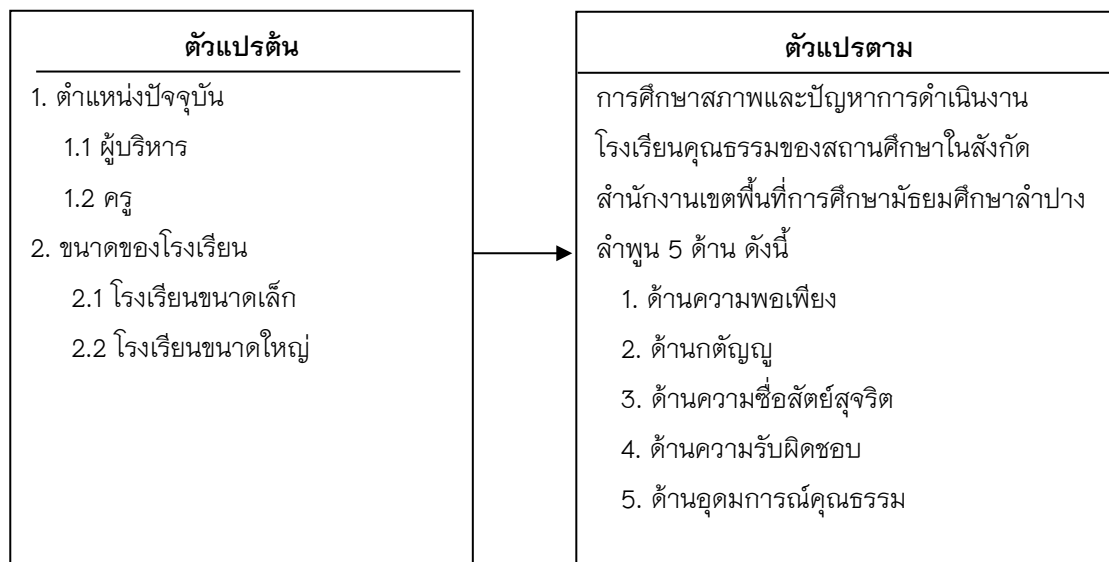 ตัวแปรต้น
1. ตำแหน่งปัจจุบัน
1.1 ผู้บริหาร
1.2 ครู
2. ขนาดของโรงเรียน
2.1 โรงเรียนขนาดเล็ก
2.2 โรงเรียนขนาดใหญ่
ตัวแปรตาม
การศึกษาสภาพและปัญหาการดำเนินงาน
โรงเรียนคุณธรรมของสถานศึกษาในสังกัด
สำนักงานเขตพื้นที่การศึกษามัธยมศึกษาลำปาง
ลำพูน 5 ด้าน ดังนี้
1. ด้านความพอเพียง
2. ด้านกตัญญู
3. ด้านความซื่อสัตย์สุจริต
4. ด้านความรับผิดชอบ
5. ด้านอุดมการณ์คุณธรรม